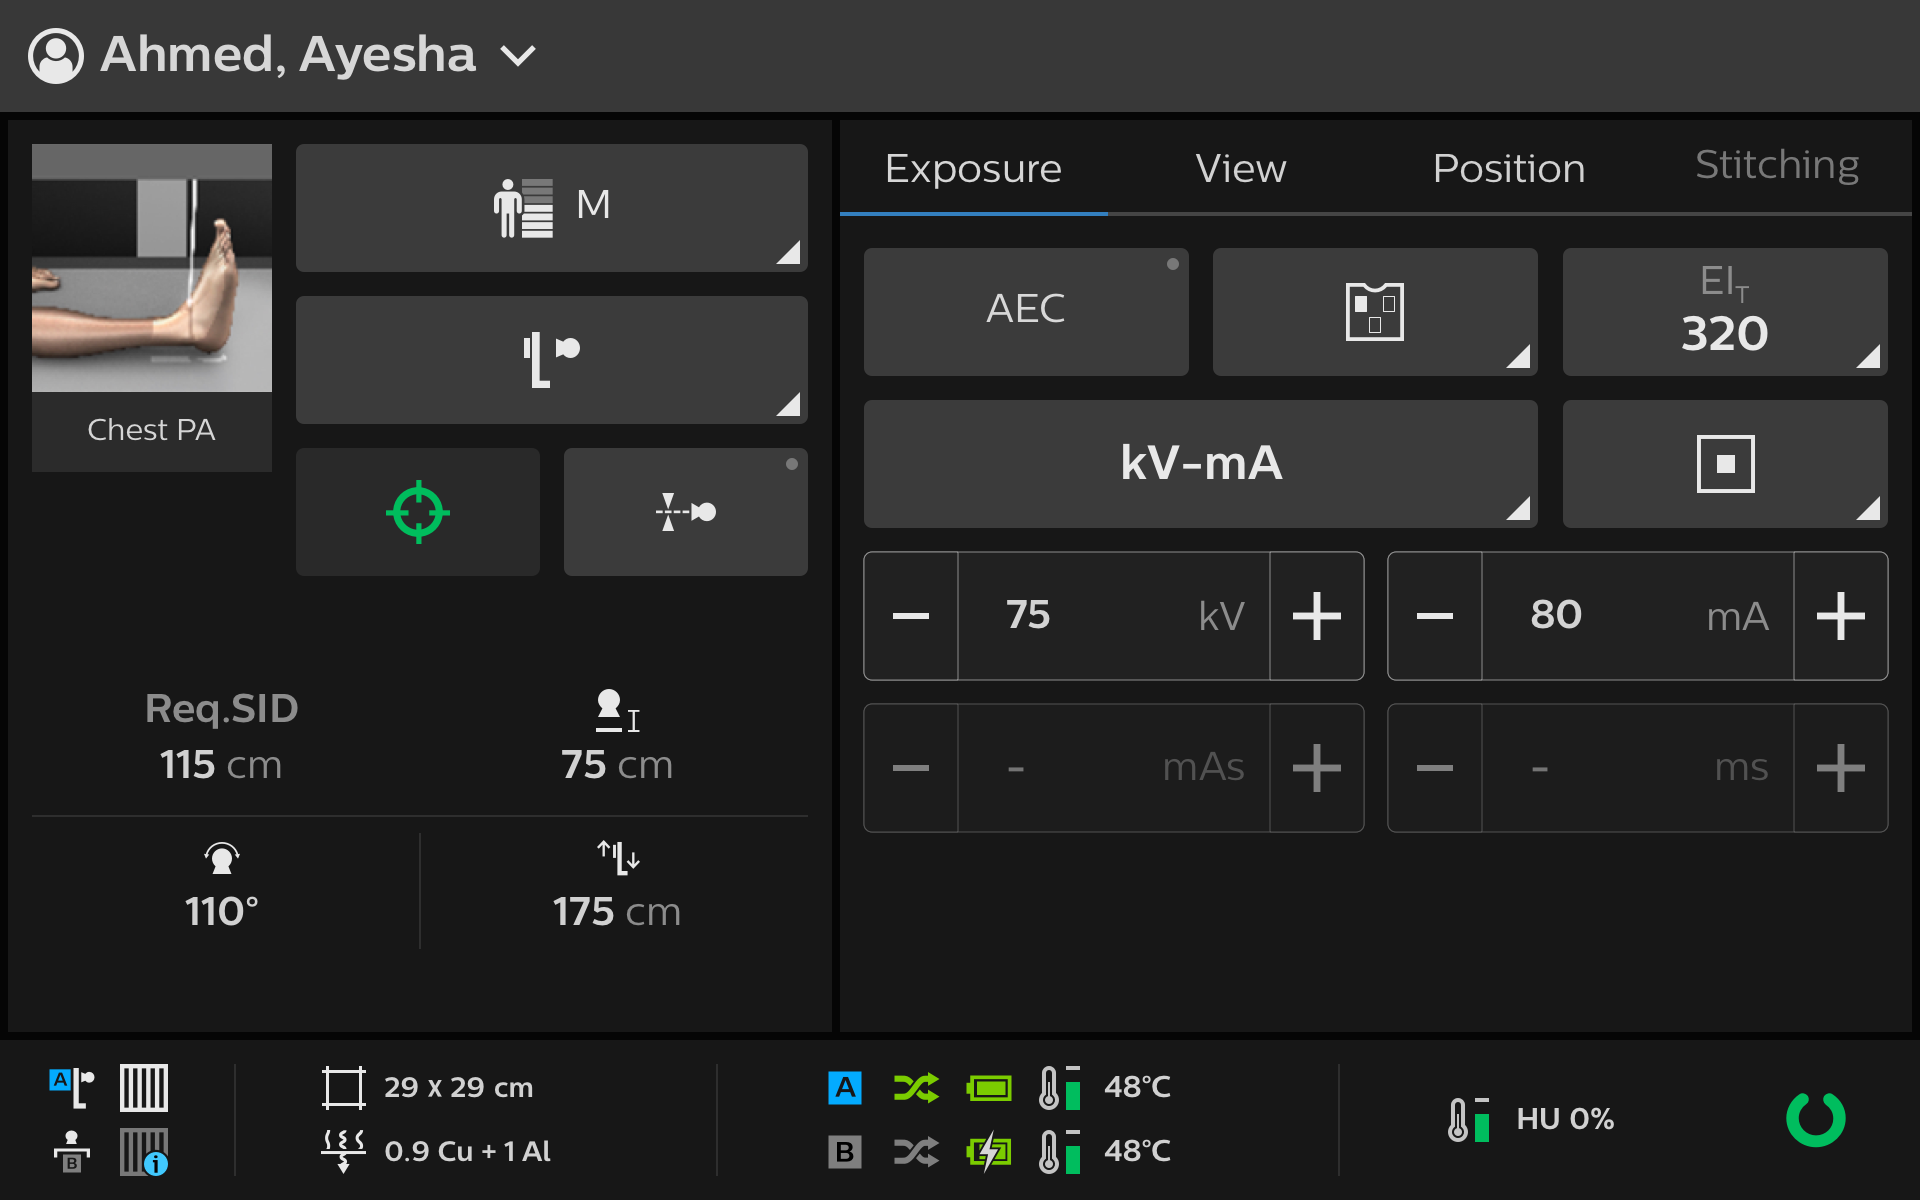 Ahmed, Ayesha
Chest PA
M
Req.SID
115 cm
75 cm
110°
175 cm
Exposure
View
Position
Stitching
AEC
EIT
320
kV-mA
75 kV
80 mA
- mAs
- ms
A
B
i
29 x 29 cm
0.9 Cu + 1 Al
A
48°C
B
48°C
HU 0%